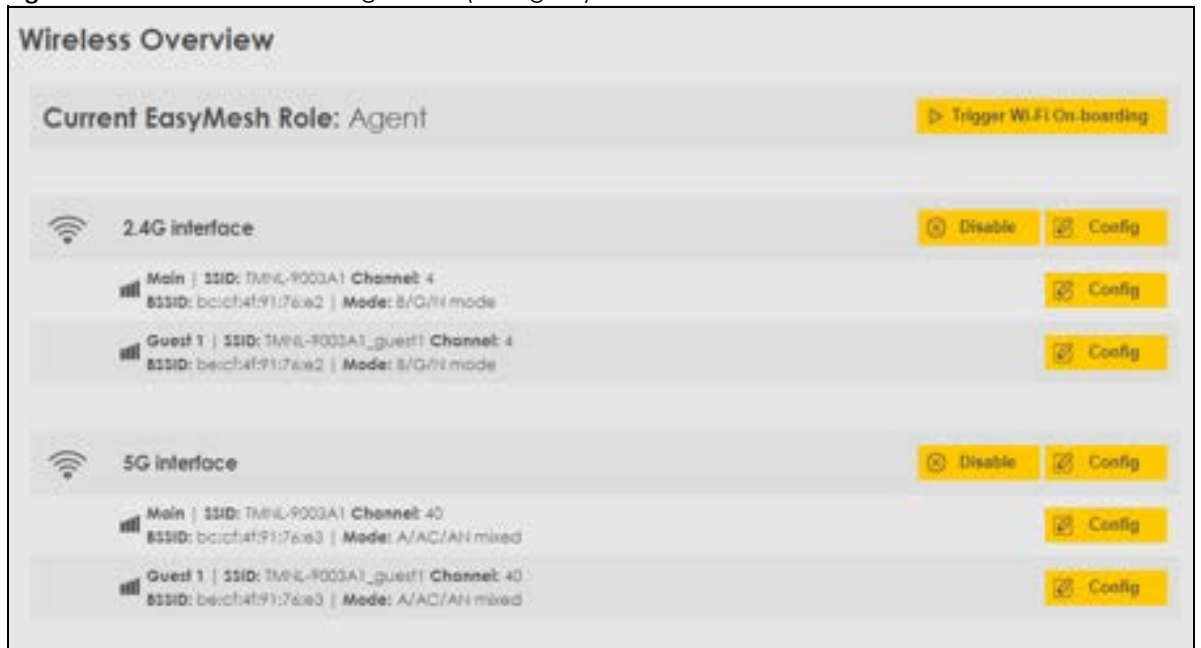 Wireless Overview
Current EasyMesh Role: Agent
Trigger Wi-Fi On-boarding
2.4G interface
Disable
Config
Main | SSID: TMNL-9003A1 Channel: 4
BSSID: bc:cf:4f:91:76:e2 | Mode: B/G/N mode
Config
Guest 1 | SSID: TMNL-9003A1_guest1 Channel: 4
BSSID: be:cf:4f:91:76:e2 | Mode: B/G/N mode
Config
5G interface
Disable
Config
Main | SSID: TMNL-9003A1 Channel: 40
BSSID: bc:cf:4f:91:76:e3 | Mode: A/AC/AN mixed
Config
Guest 1 | SSID: TMNL-9003A1_guest1 Channel: 40
BSSID: be:cf:4f:91:76:e3 | Mode: A/AC/AN mixed
Config